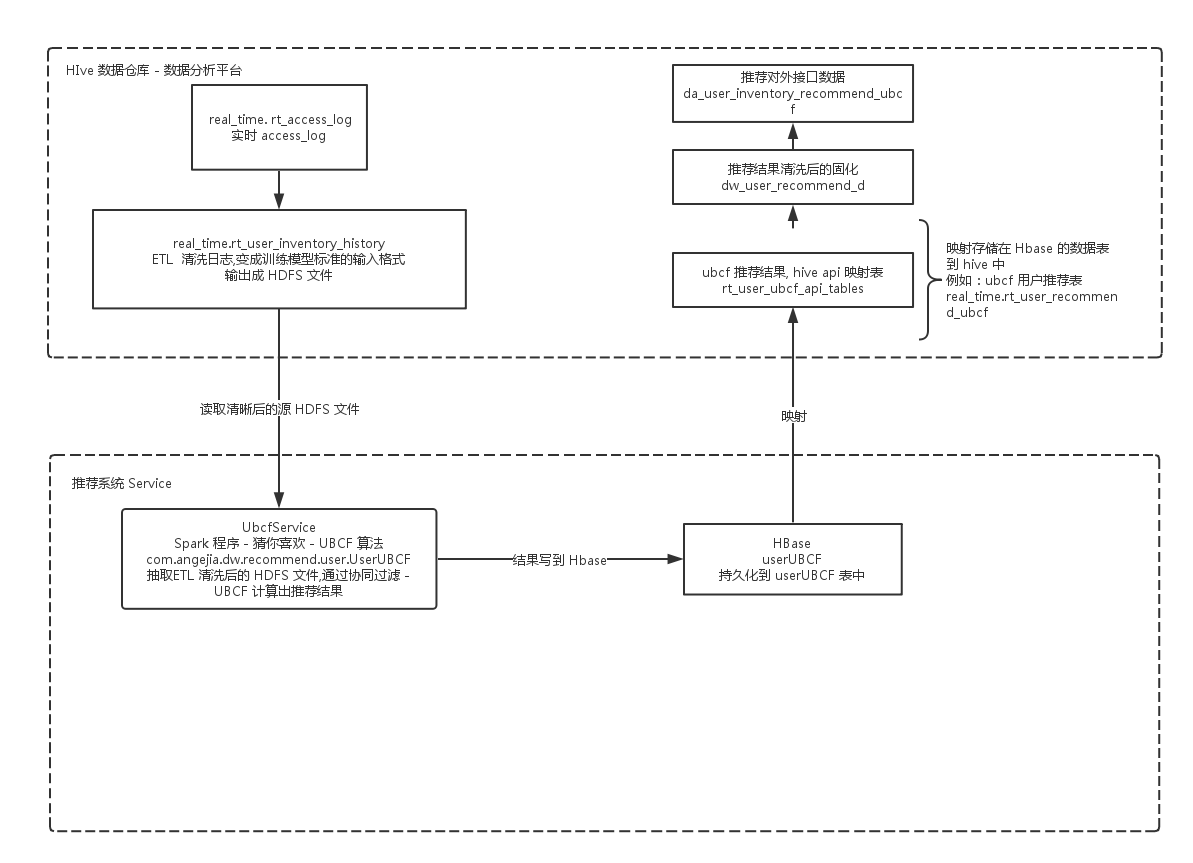 HIve 数据仓库 - 数据分析平台
real_time. rt_access_log
实时 access_log
real_time.rt_user_inventory_history
ETL 清洗日志,变成训练模型标准的输入格式
输出成 HDFS 文件
推荐对外接口数据
da_user_inventory_recommend_ubc
f
推荐结果清洗后的固化
dw_user_recommend_d
ubcf 推荐结果, hive api 映射表
rt_user_ubcf_api_tables
映射存储在 Hbase 的数据表
到 hive 中
例如：ubcf 用户推荐表
real_time.rt_user_recommen
d_ubcf
读取清晰后的源 HDFS 文件
映射
推荐系统 Service
UbcfService
Spark 程序 - 猜你喜欢 - UBCF 算法
com.angejia.dw.recommend.user.UserUBCF
抽取ETL 清洗后的 HDFS 文件,通过协同过滤 -
UBCF 计算出推荐结果
结果写到 Hbase
HBase
userUBCF
持久化到 userUBCF 表中